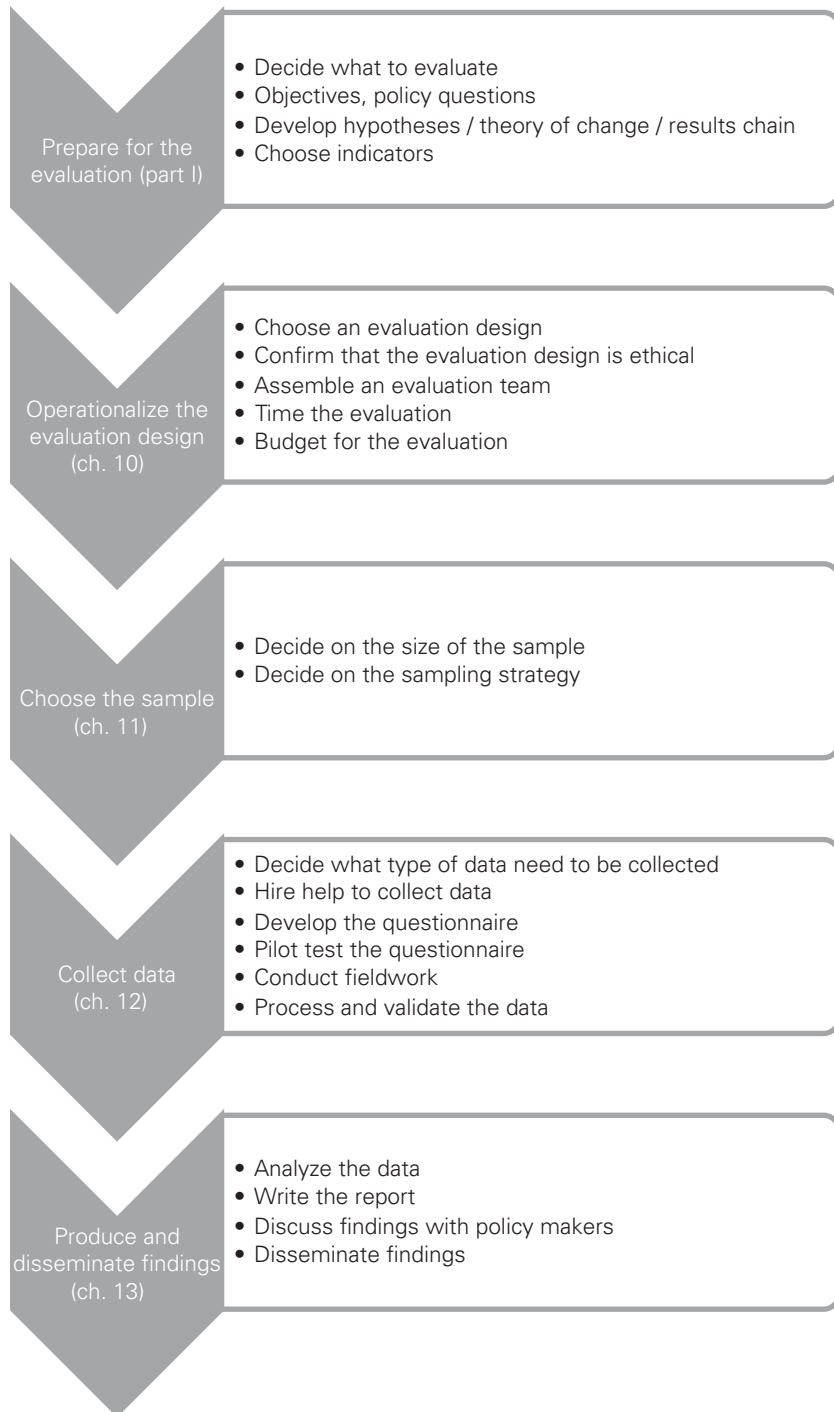 Prepare for the
evaluation (part I)
• Decide what to evaluate
• Objectives, policy questions
• Develop hypotheses / theory of change / results chain
• Choose indicators
Operationalize the
evaluation design
(ch. 10)
• Choose an evaluation design
• Confirm that the evaluation design is ethical
• Assemble an evaluation team
• Time the evaluation
• Budget for the evaluation
Choose the sample
(ch. 11)
• Decide on the size of the sample
• Decide on the sampling strategy
Collect data
(ch. 12)
• Decide what type of data need to be collected
• Hire help to collect data
• Develop the questionnaire
• Pilot test the questionnaire
• Conduct fieldwork
• Process and validate the data
Produce and
disseminate findings
(ch. 13)
• Analyze the data
• Write the report
• Discuss findings with policy makers
• Disseminate findings